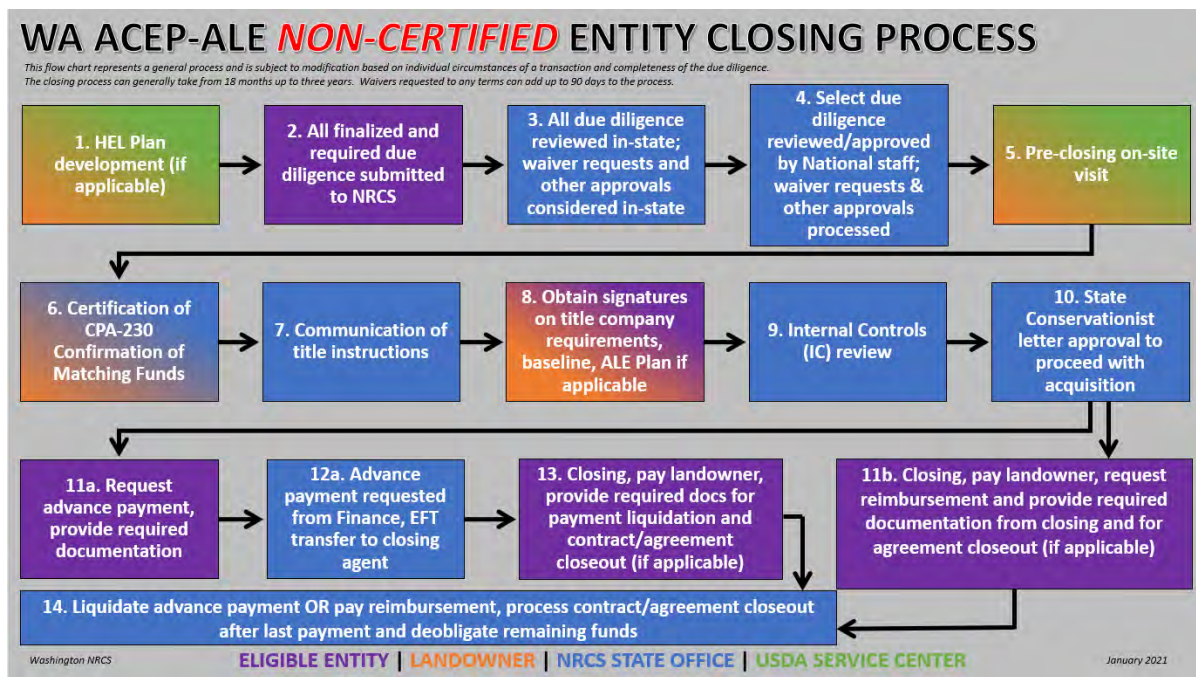 WA ACEP-ALE NON-CERTIFIED ENTITY CLOSING PROCESS
This flow chart represents a general process and is subject to modification based on individual circumstances of a transaction and completeness of the due diligence.
The closing process can generally take from 18 months up to three years. Waivers requested to any terms can add up to 90 days to the process.
1. HEL Plan
development (if
applicable)
2. All finalized and
required due
diligence submitted
to NRCS
3. All due diligence
reviewed in-state;
waiver requests and
other approvals
considered in-state
4. Select due
diligence
reviewed/approved
by National staff;
waiver requests &
other approvals
processed
5. Pre-closing on-site
visit
6. Certification of
CPA-230
Confirmation of
Matching Funds
7. Communication of
title instructions
8. Obtain signatures
on title company
requirements,
baseline, ALE Plan if
applicable
9. Internal Controls
(IC) review
10. State
Conservationist
letter approval to
proceed with
acquisition
11a. Request
advance payment,
provide required
documentation
12a. Advance
payment requested
from Finance, EFT
transfer to closing
agent
13. Closing, pay landowner,
provide required docs for
payment liquidation and
contract/agreement
closeout (if applicable)
11b. Closing, pay landowner, request
reimbursement and provide required
documentation from closing and for
agreement closeout (if applicable)
14. Liquidate advance payment OR pay reimbursement, process contract/agreement closeout
after last payment and deobligate remaining funds
Washington NRCS
ELIGIBLE ENTITY | LANDOWNER | NRCS STATE OFFICE | USDA SERVICE CENTER
January 2021